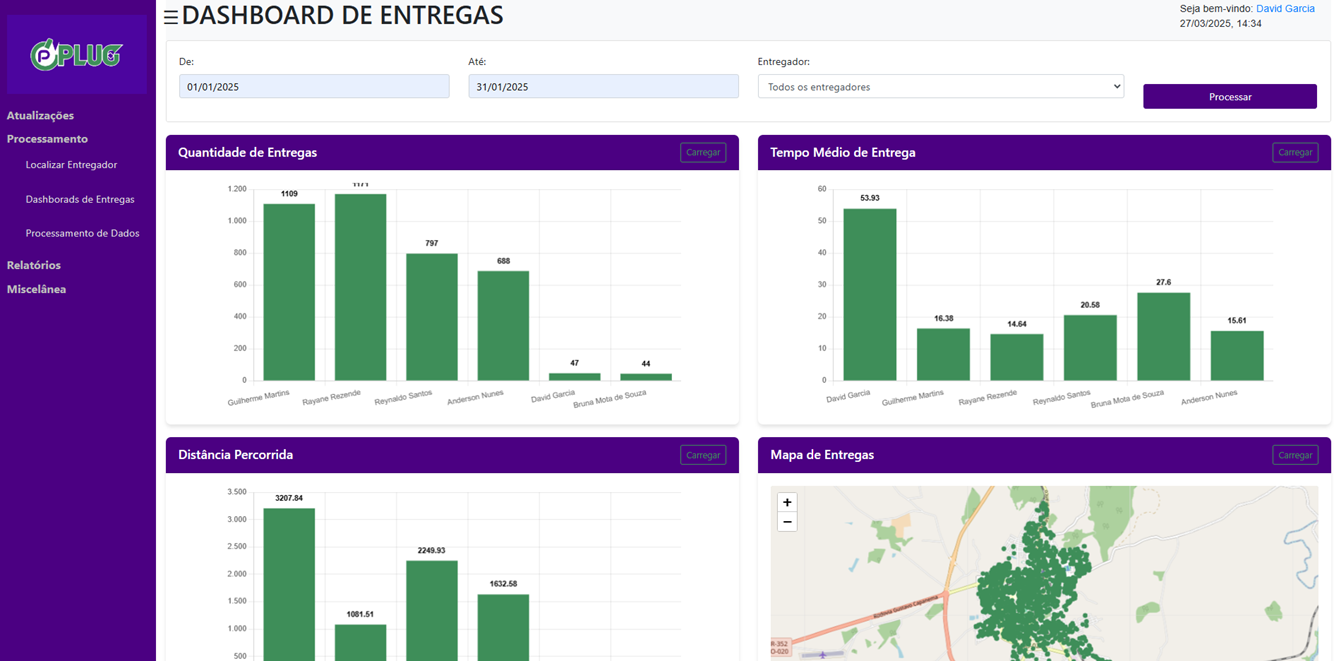 PLUG
Atualizações
Processamento
Localizar Entregador
Dashborads de Entregas
Processamento de Dados
Relatórios
Miscelânea
DASHBOARD DE ENTREGAS
Seja bem-vindo: David Garcia
27/03/2025, 14:34
De:
01/01/2025
Até:
31/01/2025
Entregador:
Todos os entregadores
Processar
Quantidade de Entregas
Carregar
1.200
1.000
800
600
400
200
0
1109
797
688
47
44
Guilherme Martins
Rayane Rezende
Reynaldo Santos
Anderson Nunes
David Garcia
Bruna Mota de Souza
Tempo Médio de Entrega
Carregar
60
50
40
30
20
10
0
53.93
16.38
14.64
20.58
27.6
15.61
David Garcia
Guilherme Martins
Rayane Rezende
Reynaldo Santos
Bruna Mota de Souza
Anderson Nunes
Distância Percorrida
Carregar
3.500
3.000
2.500
2.000
1.500
1.000
500
3207.84
1081.51
2249.93
1632.58
Mapa de Entregas
Carregar
+
−